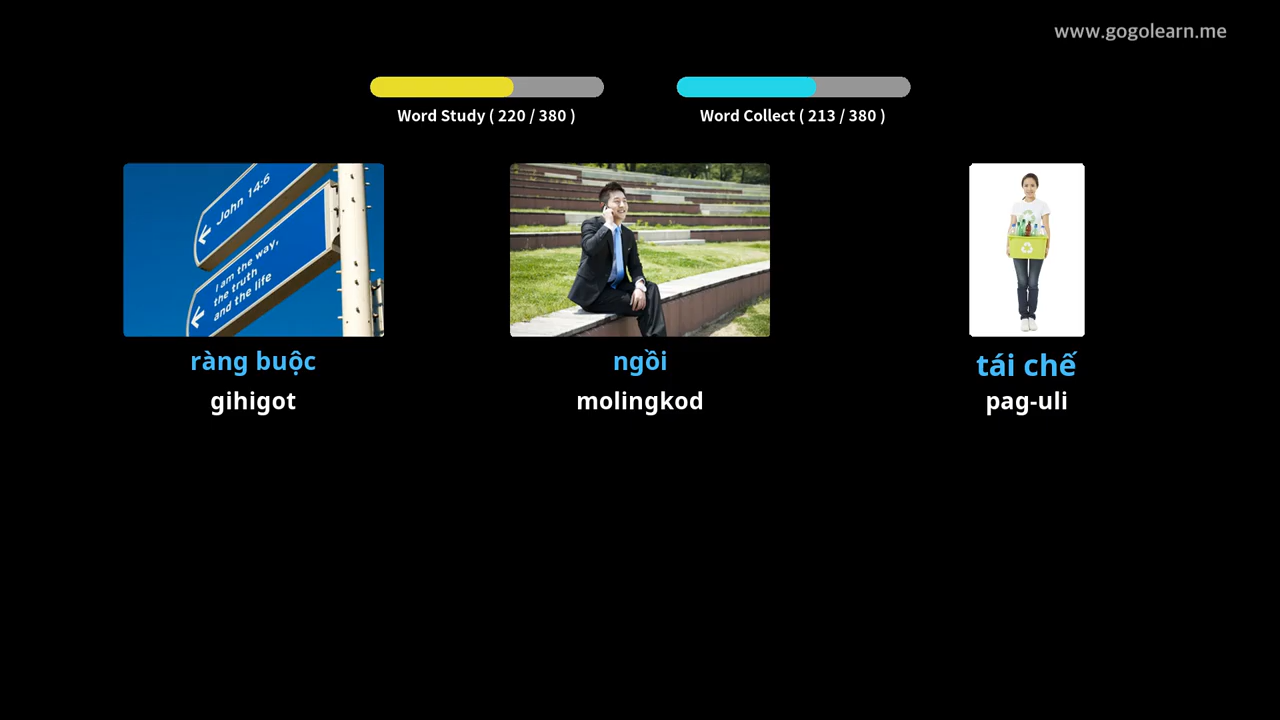 www.gogolearn.me
Word Study ( 220 / 380 )
Word Collect ( 213 / 380 )
John 14:6
I am the way,
the truth
and the life
ràng buộc
gihigot
ngồi
molingkod
tái chế
pag-uli